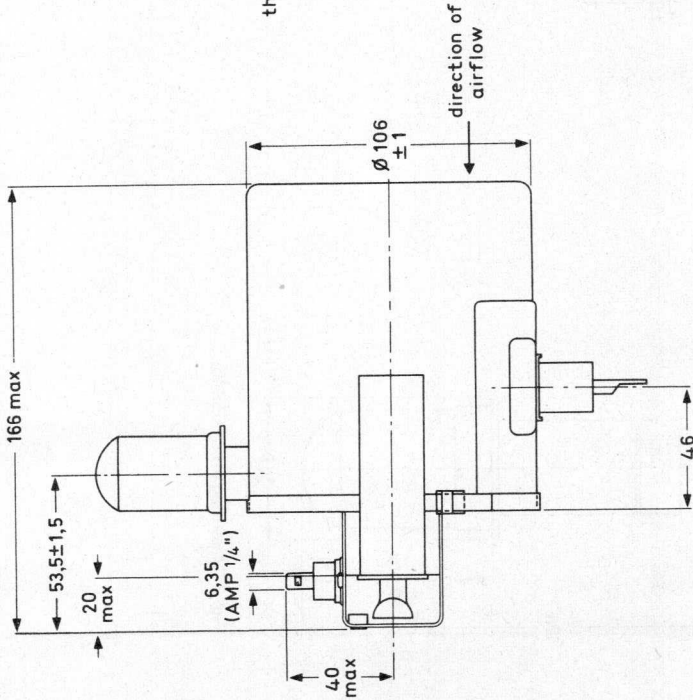 th
direction of
airflow
Ø 106
± 1
166 max
53,5±1,5
20
max
6,35
(AMP 1/4")
40
max
46